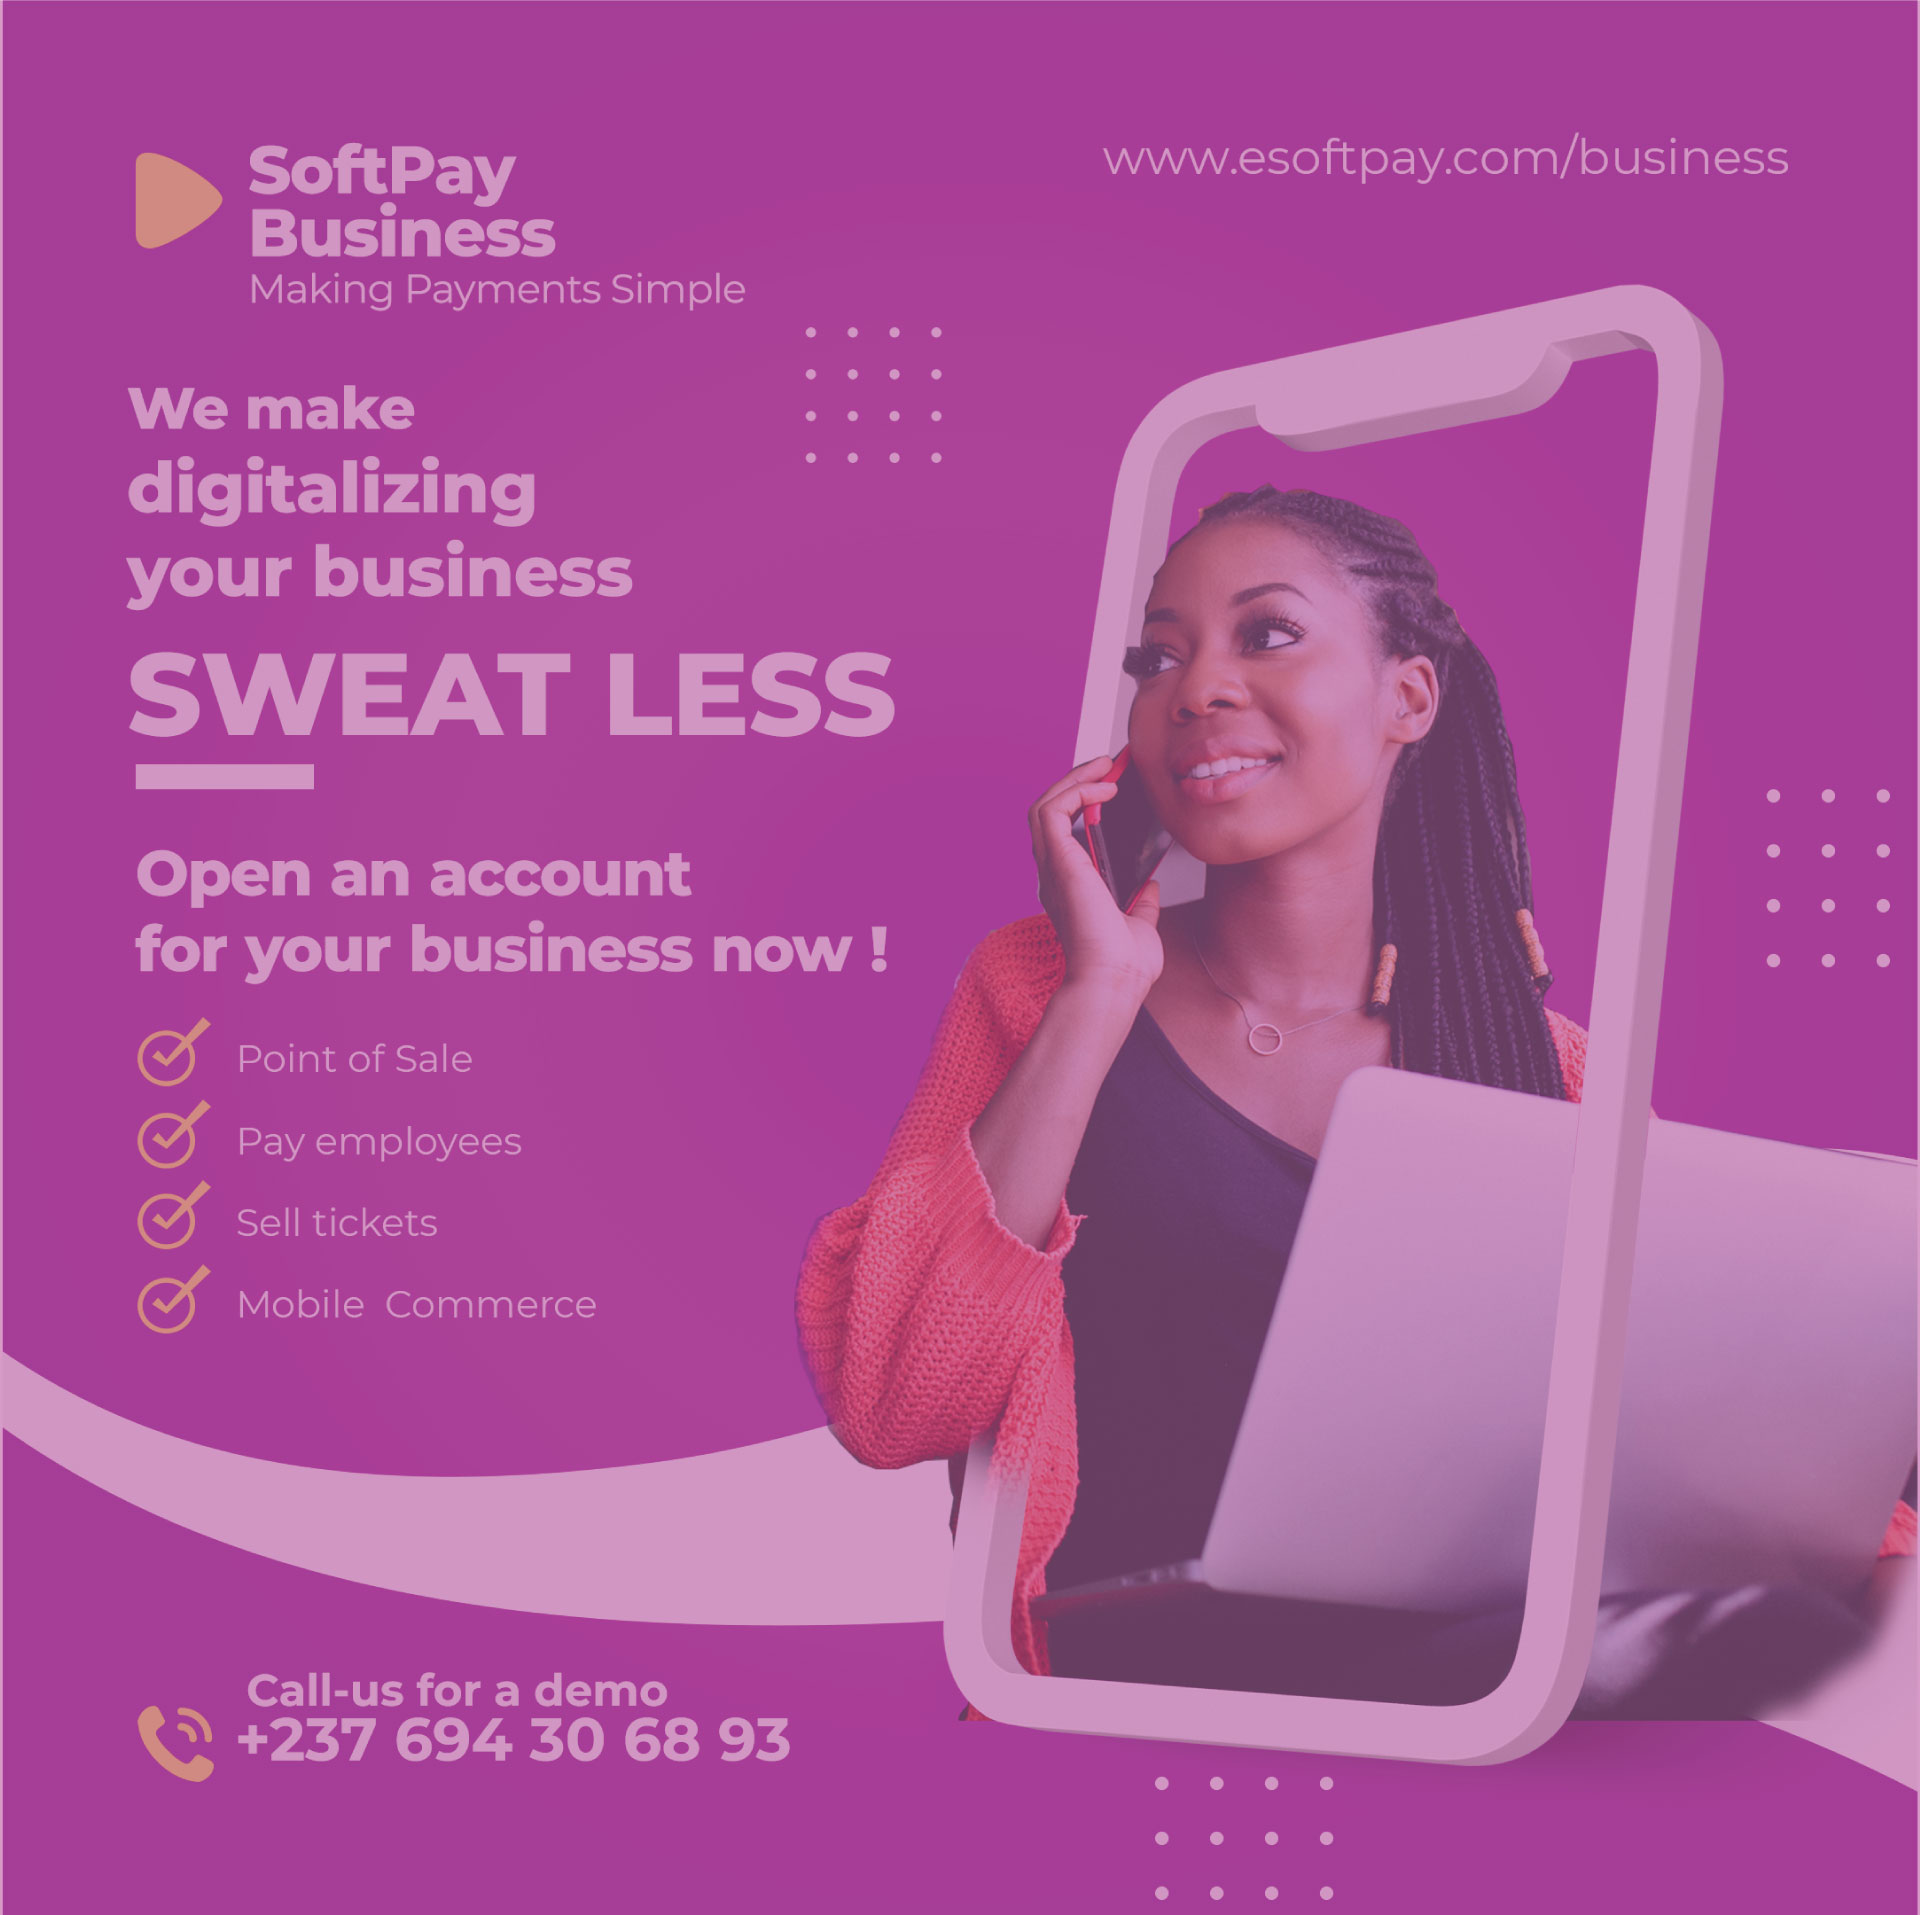 SoftPay
Business
Making Payments Simple
www.esoftpay.com/business
We make
digitalizing
your business
SWEAT LESS
Open an account
for your business now !
Point of Sale
Pay employees
Sell tickets
Mobile Commerce
Call-us for a demo
+237 694 30 68 93